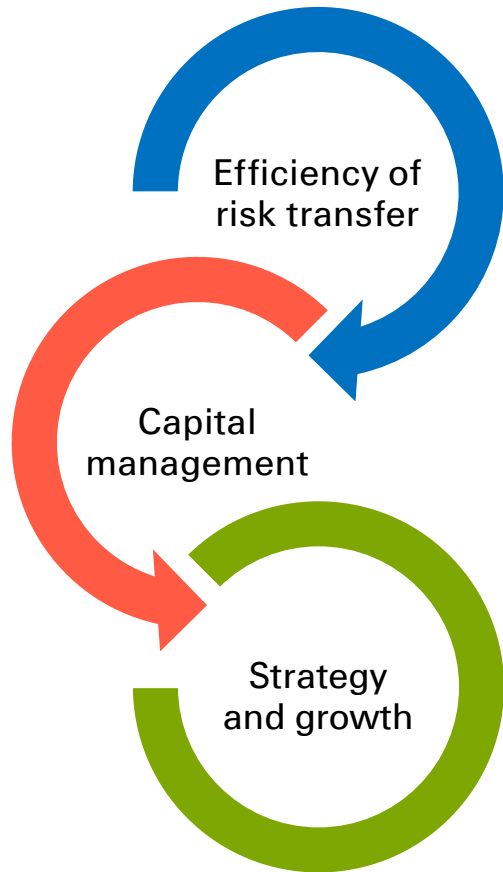 Efficiency of
risk transfer
Capital
management
Strategy
and growth